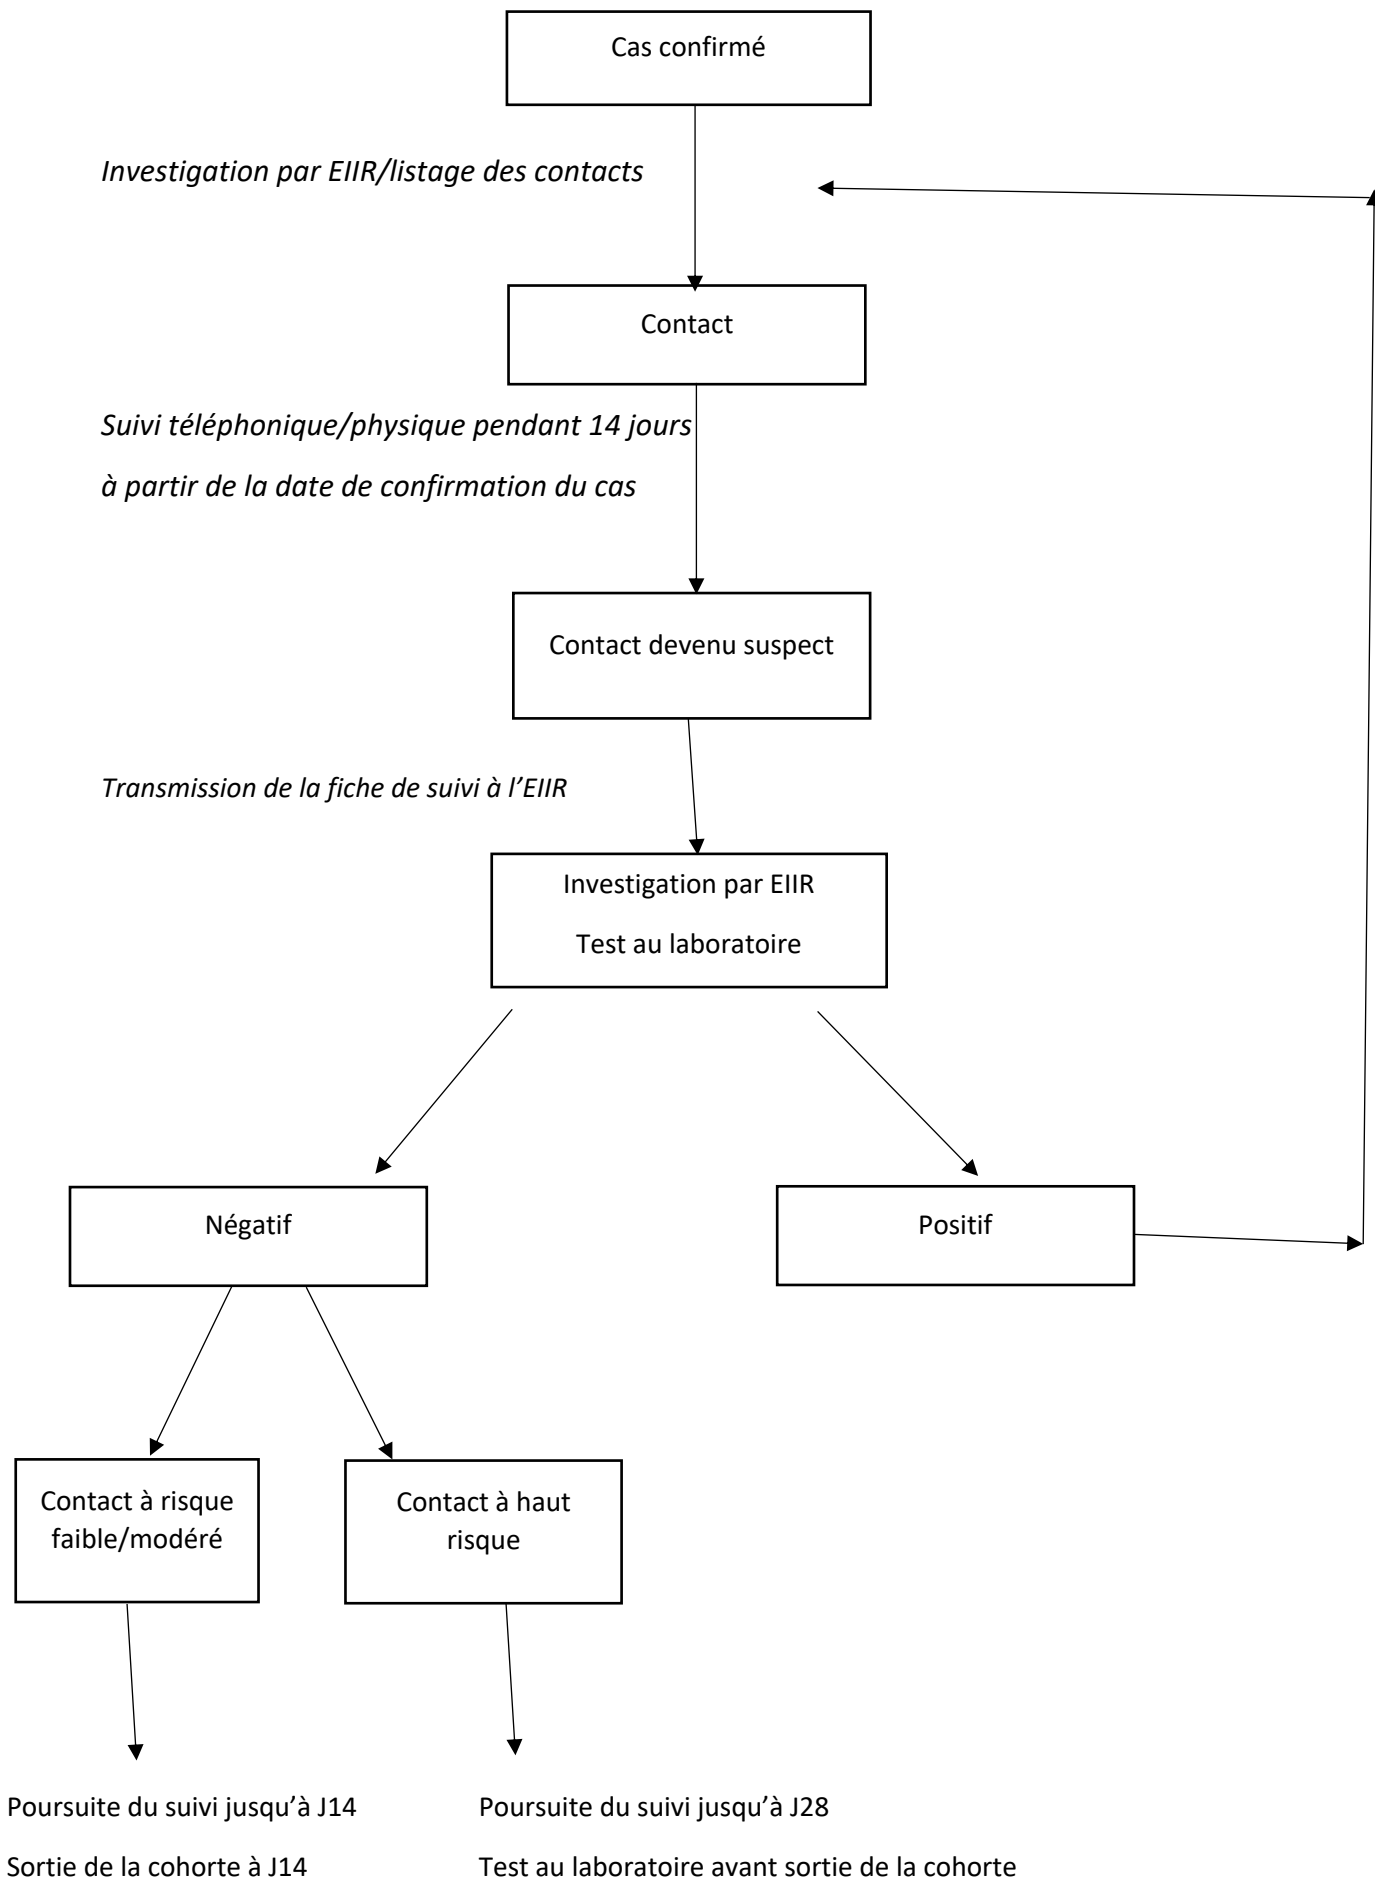 Cas confirmé
Investigation par EIIR/listage des contacts
Contact
Suivi téléphonique/physique pendant 14 jours
à partir de la date de confirmation du cas
Contact devenu suspect
Transmission de la fiche de suivi à l’EIIR
Investigation par EIIR
Test au laboratoire
Négatif
Positif
Contact à risque
faible/modéré
Contact à haut
risque
Poursuite du suivi jusqu’à J14
Sortie de la cohorte à J14
Poursuite du suivi jusqu’à J28
Test au laboratoire avant sortie de la cohorte